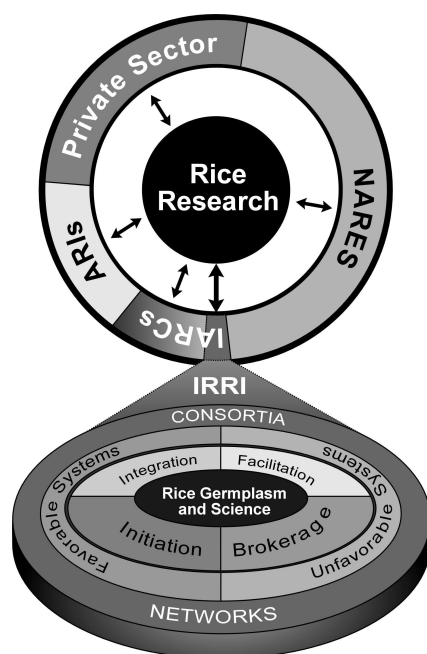 Private Sector
NARES
Rice
Research
ARIs
IARCs
IRRI
CONSORTIA
Favorable Systems
Unfavorable Systems
Integration
Facilitation
Rice Germplasm
and Science
Initiation
Brokerage
NETWORKS